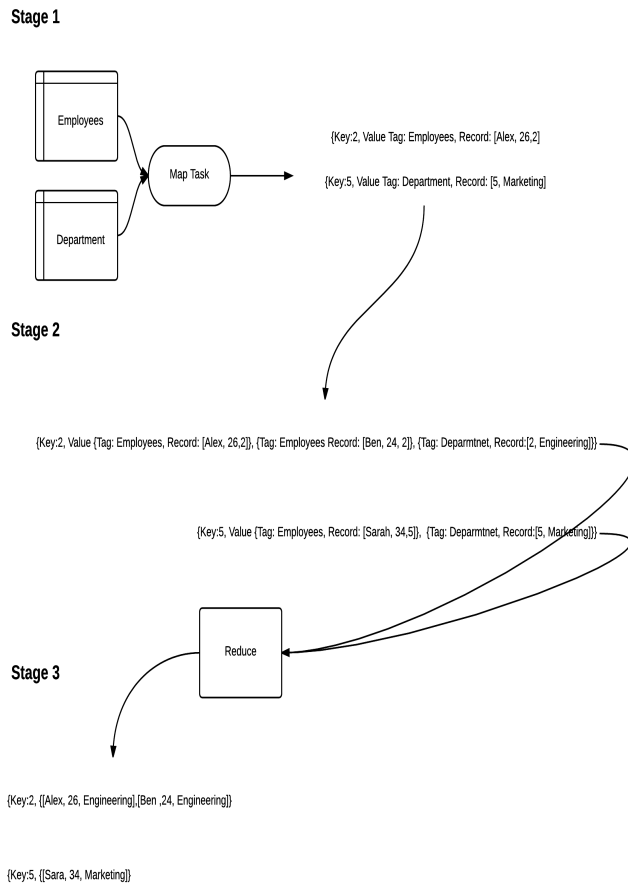 Stage 1
Employees
Map Task
Department
{Key:2, Value Tag: Employees, Record: [Alex, 26,2]
{Key:5, Value Tag: Department, Record: [5, Marketing]
Stage 2
{Key:2, Value {Tag: Employees, Record: [Alex, 26,2]}, {Tag: Employees Record: [Ben, 24, 2]}, {Tag: Deparmtnet, Record:[2, Engineering]}}
{Key:5, Value {Tag: Employees, Record: [Sarah, 34,5]}, {Tag: Deparmtnet, Record:[5, Marketing]}}
Reduce
Stage 3
{Key:2, {[Alex, 26, Engineering],[Ben ,24, Engineering]}
{Key:5, {[Sara, 34, Marketing]}